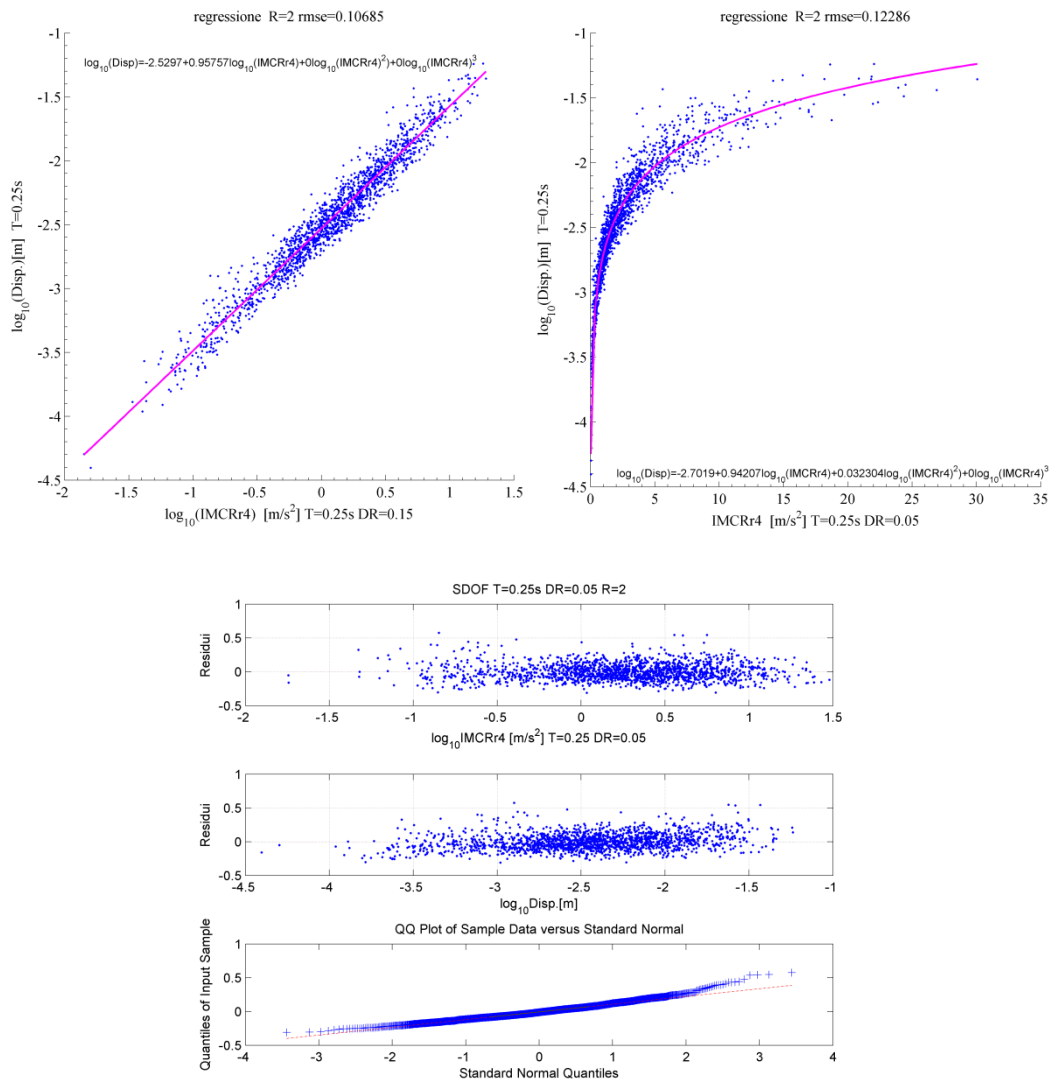 regressione R=2 rmse=0.10685
log10(Disp)=-2.5297+0.95757log10(IMCRr4)+0log10(IMCRr4)^2)+0log10(IMCRr4)^3
log10(Disp.)[m] T=0.25s
-1
-1.5
-2
-2.5
-3
-3.5
-4
-4.5
-2 -1.5 -1 -0.5 0 0.5 1 1.5
log10(IMCRr4) [m/s^2] T=0.25s DR=0.15
regressione R=2 rmse=0.12286
log10(Disp.)[m] T=0.25s
-1
-1.5
-2
-2.5
-3
-3.5
-4
-4.5
log10(Disp)=-2.7019+0.94207log10(IMCRr4)+0.032304log10(IMCRr4)^2)+0log10(IMCRr4)^3
0 5 10 15 20 25 30 35
IMCRr4 [m/s^2] T=0.25s DR=0.05
SDOF T=0.25s DR=0.05 R=2
Residui
1
0.5
0
-0.5
-2 -1.5 -1 -0.5 0 0.5 1 1.5
log10IMCRr4 [m/s^2] T=0.25 DR=0.05
Residui
1
0.5
0
-0.5
-4.5 -4 -3.5 -3 -2.5 -2 -1.5 -1
log10Disp.[m]
QQ Plot of Sample Data versus Standard Normal
Quantiles of Input Sample
1
0.5
0
-0.5
-4 -3 -2 -1 0 1 2 3 4
Standard Normal Quantiles